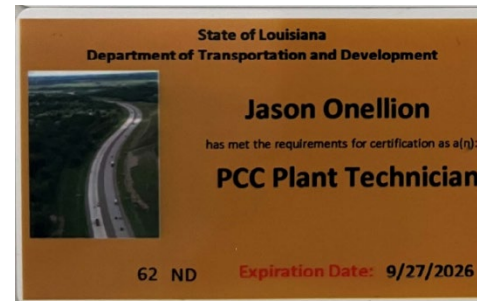 State of Louisiana
Department of Transportation and Development
Jason Onellion
has met the requirements for certification as a(n):
PCC Plant Technician
62 ND Expiration Date: 9/27/2026